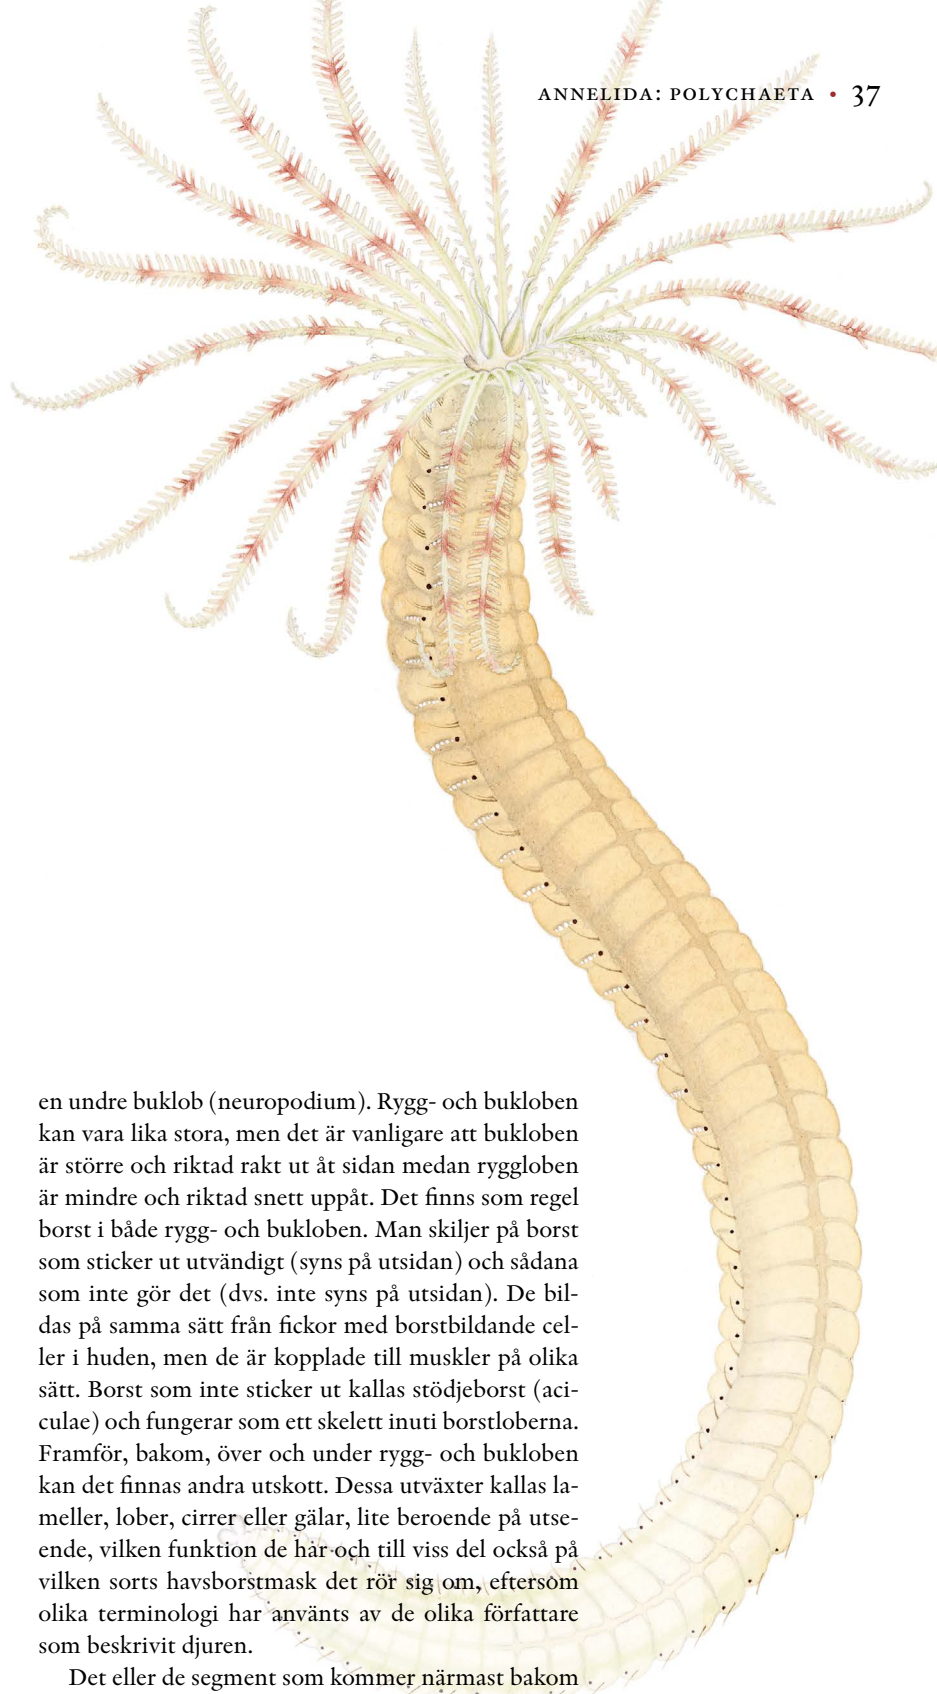 ANNELIDA: POLYCHAETA • 37
en undre buklob (neuropodium). Rygg- och bukloben
kan vara lika stora, men det är vanligare att bukloben
är större och riktad rakt ut åt sidan medan ryggloben
är mindre och riktad snett uppåt. Det finns som regel
borst i både rygg- och bukloben. Man skiljer på borst
som sticker ut utvändigt (syns på utsidan) och sådana
som inte gör det (dvs. inte syns på utsidan). De bil-
das på samma sätt från fickor med borstbildande cel-
ler i huden, men de är kopplade till muskler på olika
sätt. Borst som inte sticker ut kallas stödjeborst (aci-
culae) och fungerar som ett skelett inuti borstloberna.
Framför, bakom, över och under rygg- och bukloben
kan det finnas andra utskott. Dessa utväxter kallas la-
meller, lober, cirrer eller gälar, lite beroende på utse-
ende, vilken funktion de har och till viss del också på
vilken sorts havsborstmask det rör sig om, eftersom
olika terminologi har använts av de olika författare
som beskrivit djuren.
Det eller de segment som kommer närmast bakom